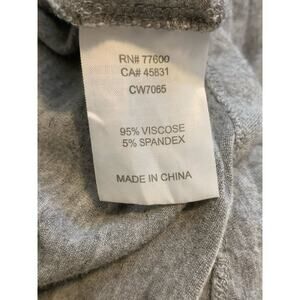 RN# 77600
CA# 45831
CW7065
95% VISCOSE
5% SPANDEX
MADE IN CHINA